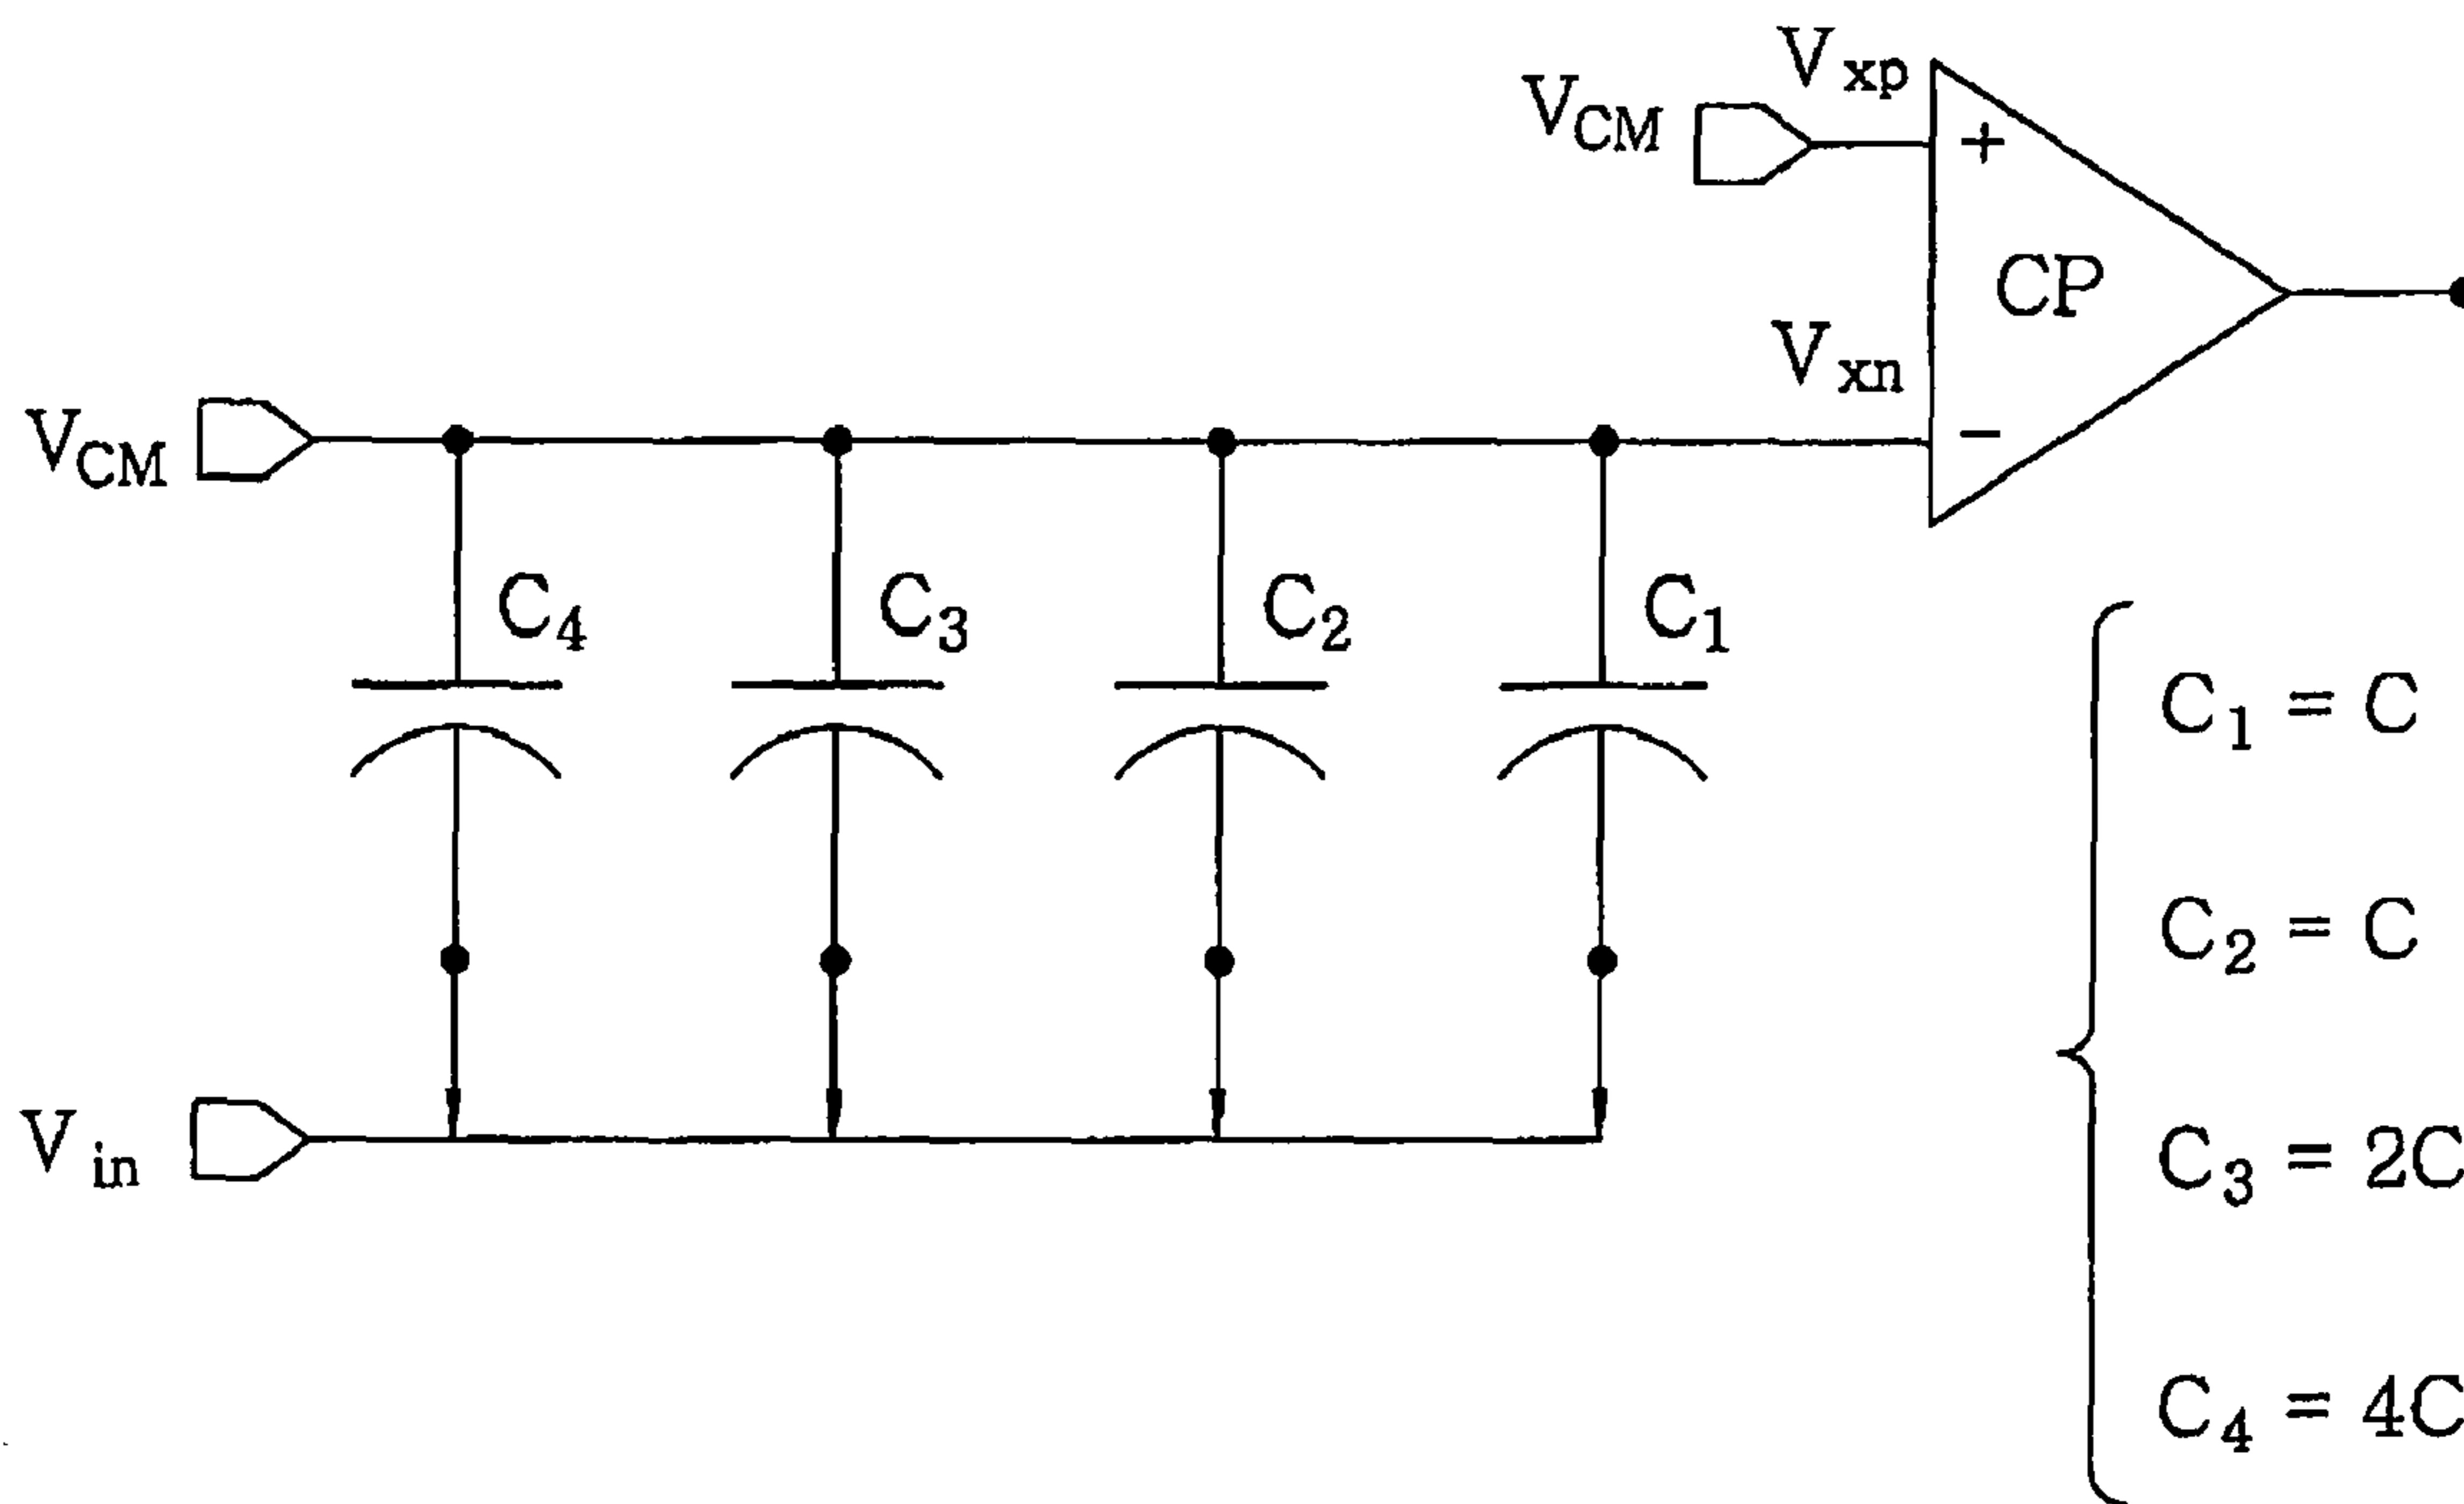 V_xp
V_CM
+
CP
V_xn
V_CM
−
C_4
C_3
C_2
C_1
C_1 = C
C_2 = C
V_in
C_3 = 2C
C_4 = 4C